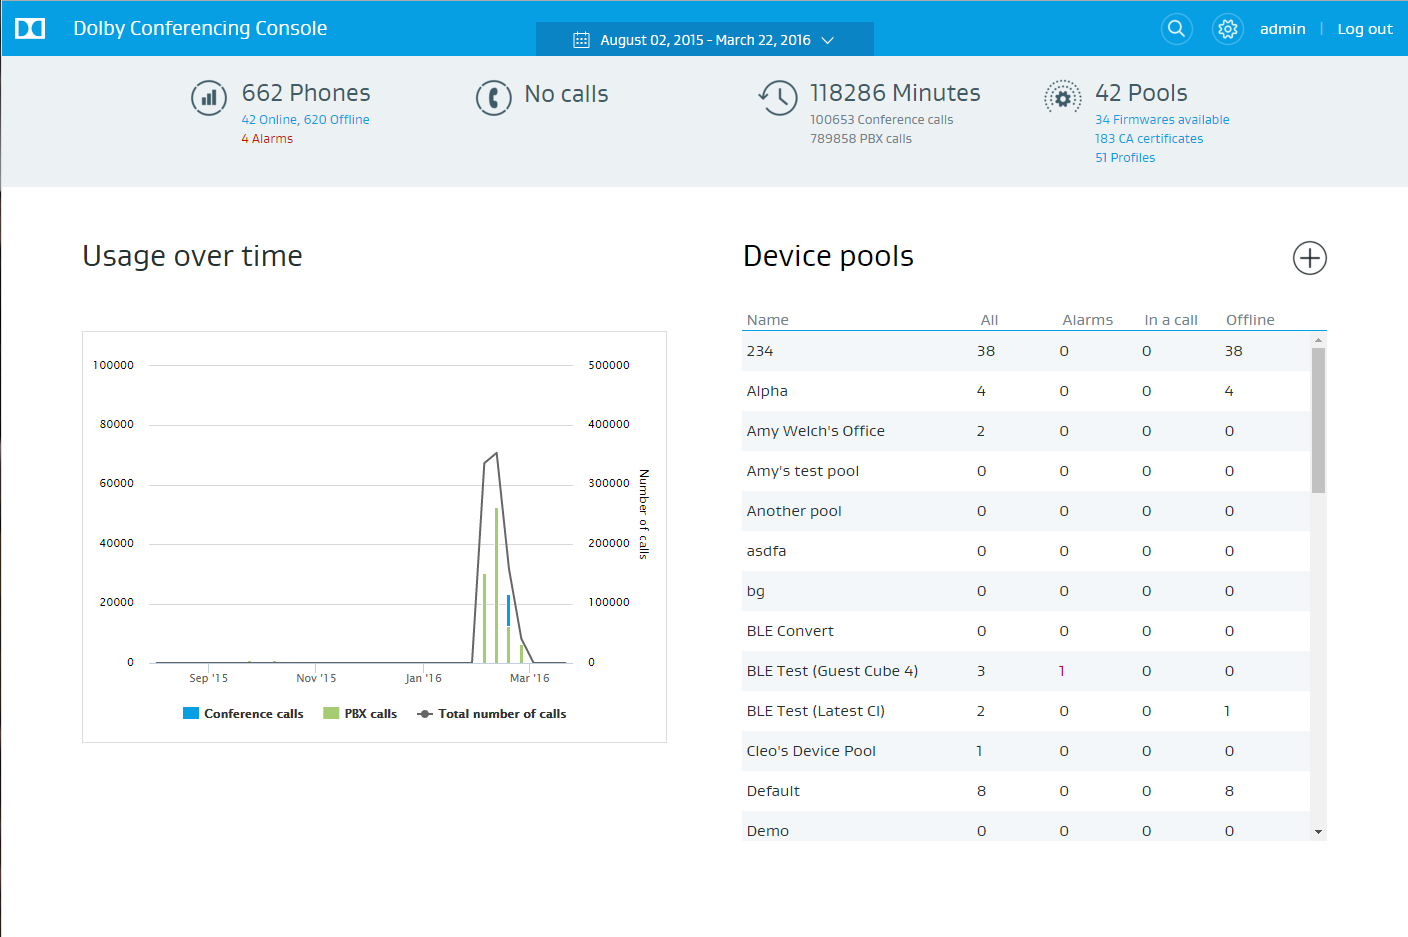 Dolby Conferencing Console
August 02, 2015 - March 22, 2016
admin | Log out
662 Phones
42 Online, 620 Offline
4 Alarms
No calls
118286 Minutes
100653 Conference calls
789858 PBX calls
42 Pools
34 Firmwares available
183 CA certificates
51 Profiles
Usage over time
100000 500000
80000 400000
60000 300000
40000 200000
20000 100000
0 0
Number of calls
Sep '15 Nov '15 Jan '16 Mar '16
Conference calls PBX calls Total number of calls
Device pools
Name All Alarms In a call Offline
234 38 0 0 38
Alpha 4 0 0 4
Amy Welch's Office 2 0 0 0
Amy's test pool 0 0 0 0
Another pool 0 0 0 0
asdfa 0 0 0 0
bg 0 0 0 0
BLE Convert 0 0 0 0
BLE Test (Guest Cube 4) 3 1 0 0
BLE Test (Latest CI) 2 0 0 1
Cleo's Device Pool 1 0 0 0
Default 8 0 0 8
Demo 0 0 0 0